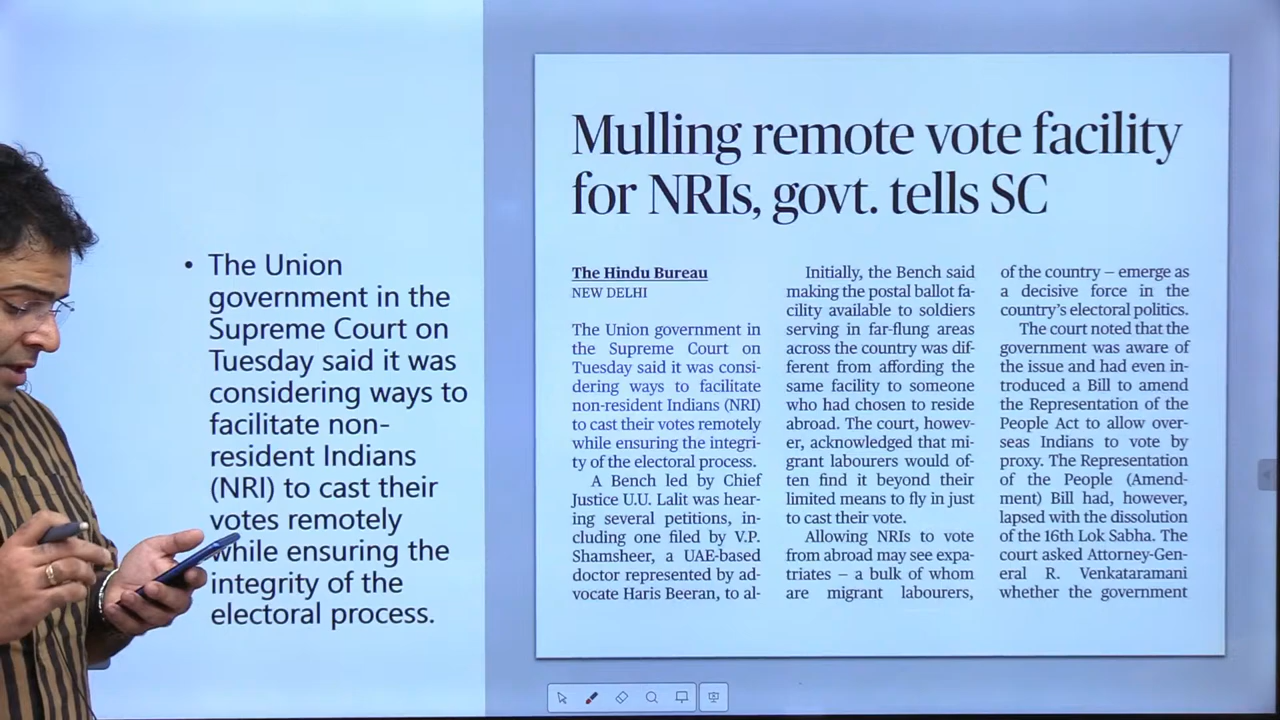 • The Union
government in the
Supreme Court on
Tuesday said it was
considering ways to
facilitate non-
resident Indians
(NRI) to cast their
votes remotely
while ensuring the
integrity of the
electoral process.
Mulling remote vote facility
for NRIs, govt. tells SC
The Hindu Bureau
NEW DELHI
The Union government in
the Supreme Court on
Tuesday said it was consi-
dering ways to facilitate
non-resident Indians (NRI)
to cast their votes remotely
while ensuring the integri-
ty of the electoral process.
A Bench led by Chief
Justice U.U. Lalit was hear-
ing several petitions, in-
cluding one filed by V.P.
Shamsheer, a UAE-based
doctor represented by ad-
vocate Haris Beeran, to al-
Initially, the Bench said
making the postal ballot fa-
cility available to soldiers
serving in far-flung areas
across the country was dif-
ferent from affording the
same facility to someone
who had chosen to reside
abroad. The court, howev-
er, acknowledged that mi-
grant labourers would of-
ten find it beyond their
limited means to fly in just
to cast their vote.
Allowing NRIs to vote
from abroad may see expa-
triates – a bulk of whom
are migrant labourers,
of the country – emerge as
a decisive force in the
country's electoral politics.
The court noted that the
government was aware of
the issue and had even in-
troduced a Bill to amend
the Representation of the
People Act to allow over-
seas Indians to vote by
proxy. The Representation
of the People (Amend-
ment) Bill had, however,
lapsed with the dissolution
of the 16th Lok Sabha. The
court asked Attorney-Gen-
eral R. Venkataramani
whether the government